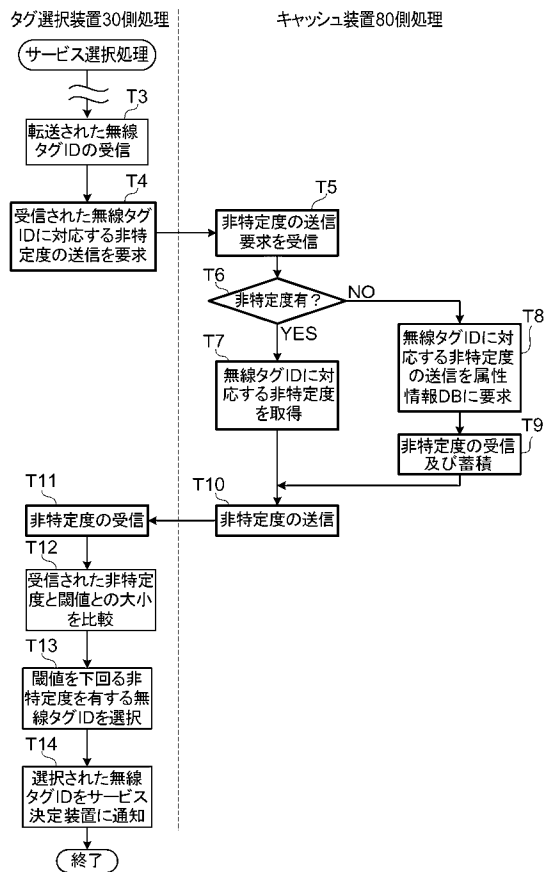 タグ選択装置30側処理
キャッシュ装置80側処理
サービス選択処理
T3
転送された無線
タグIDの受信
T4
受信された無線タグ
IDに対応する非特
定度の送信を要求
T5
非特定度の送信
要求を受信
T6
非特定度有?
NO
YES
T7
無線タグIDに対
応する非特定度
を取得
T8
無線タグIDに対
応する非特定度
の送信を属性
情報DBに要求
T9
非特定度の受信
及び蓄積
T10
非特定度の送信
T11
非特定度の受信
T12
受信された非特定
度と閾値との大小
を比較
T13
閾値を下回る非
特定度を有する無
線タグIDを選択
T14
選択された無線
タグIDをサービス
決定装置に通知
終了